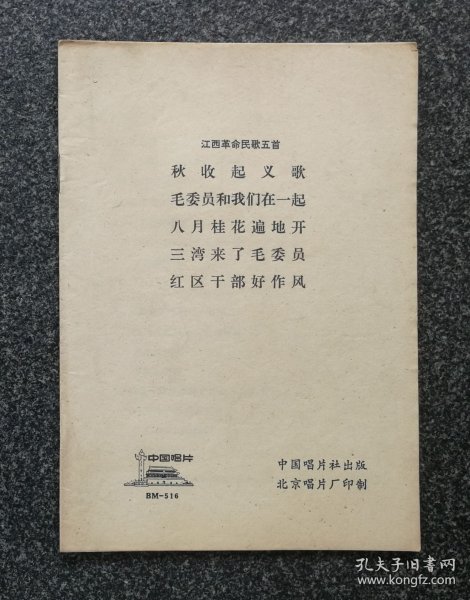 江西革命民歌五首
秋收起义歌
毛委员和我们在一起
八月桂花遍地开
三湾来了毛委员
红区干部好作风
中国唱片
BM-516
中国唱片社出版
北京唱片厂印制
孔夫子旧书网
www.kongfz.com